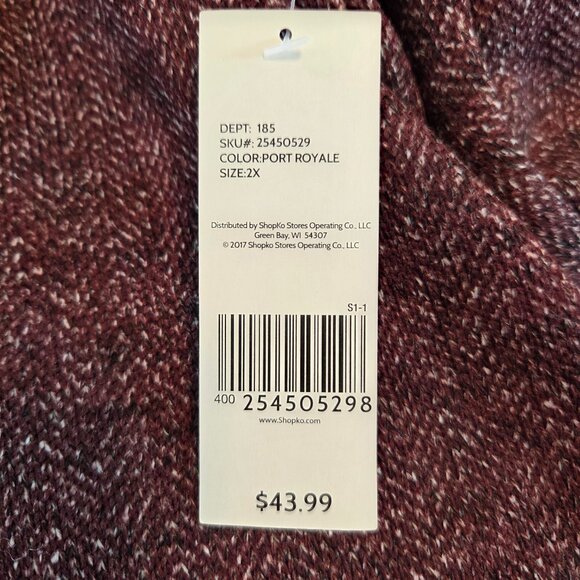 DEPT: 185
SKU#: 25450529
COLOR:PORT ROYALE
SIZE:2X
Distributed by ShopKo Stores Operating Co., LLC
Green Bay, WI 54307
© 2017 Shopko Stores Operating Co., LLC
S1-1
400 254505298
www.Shopko.com
$43.99